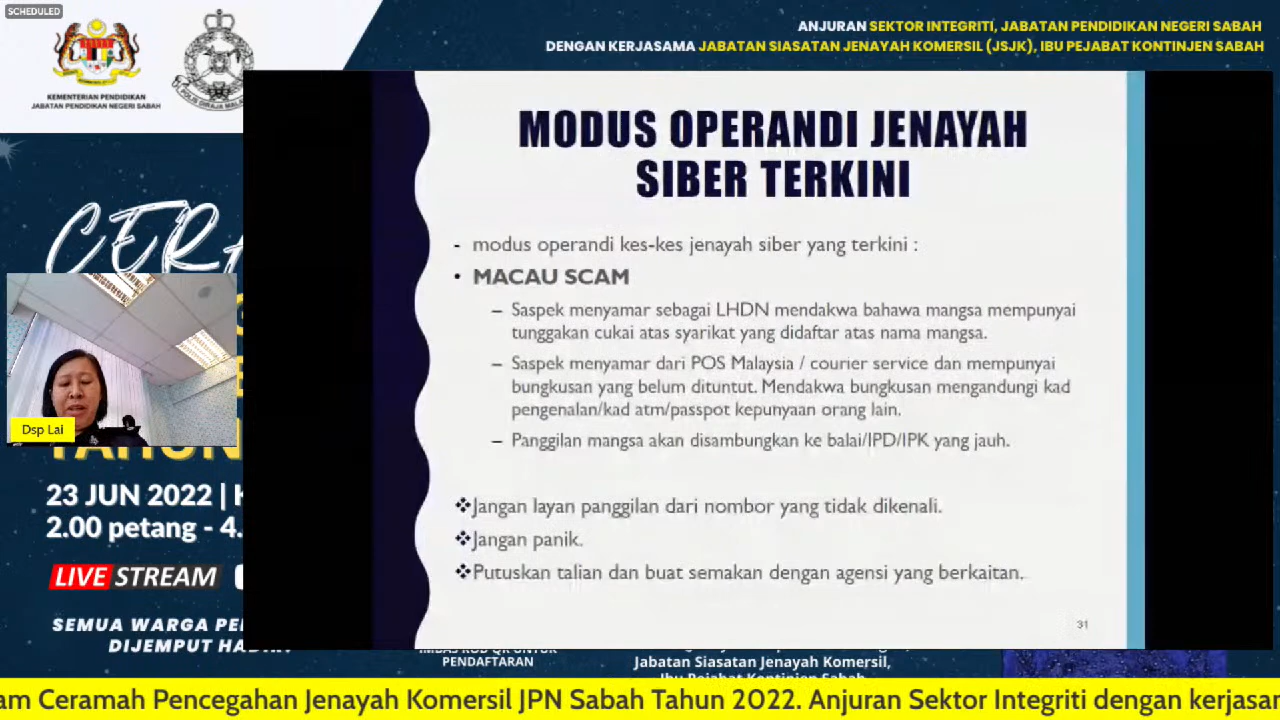 SCHEDULED
ANJURAN SEKTOR INTEGRITI, JABATAN PENDIDIKAN NEGERI SABAH
DENGAN KERJASAMA JABATAN SIASATAN JENAYAH KOMERSIL (JSJK), IBU PEJABAT KONTINJEN SABAH
KEMENTERIAN PENDIDIKAN
JABATAN PENDIDIKAN NEGERI SABAH
MODUS OPERANDI JENAYAH
SIBER TERKINI
- modus operandi kes-kes jenayah siber yang terkini :
• MACAU SCAM
– Saspek menyamar sebagai LHDN mendakwa bahawa mangsa mempunyai
tunggakan cukai atas syarikat yang didaftar atas nama mangsa.
– Saspek menyamar dari POS Malaysia / courier service dan mempunyai
bungkusan yang belum dituntut. Mendakwa bungkusan mengandungi kad
pengenalan/kad atm/passpot kepunyaan orang lain.
– Panggilan mangsa akan disambungkan ke balai/IPD/IPK yang jauh.
❖Jangan layan panggilan dari nombor yang tidak dikenali.
❖Jangan panik.
❖Putuskan talian dan buat semakan dengan agensi yang berkaitan.
31
CERA
Dsp Lai
TAHUN
23 JUN 2022 |
2.00 petang - 4.
LIVE STREAM
SEMUA WARGA PE
DIJEMPUT HA
PENDAFTARAN
Jabatan Siasatan Jenayah Komersil,
am Ceramah Pencegahan Jenayah Komersil JPN Sabah Tahun 2022. Anjuran Sektor Integriti dengan kerjasa